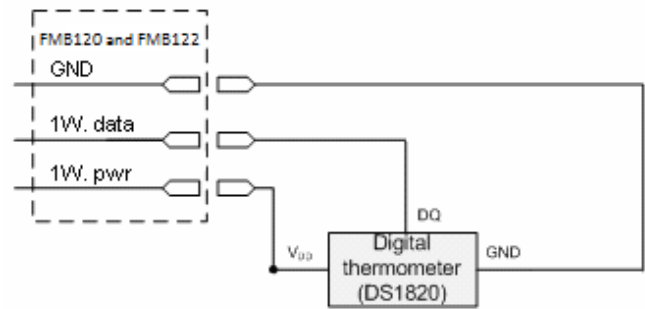 FMB120 and FMB122
GND
1W. data
1W. pwr
DQ
VDD
Digital
thermometer
(DS1820)
GND